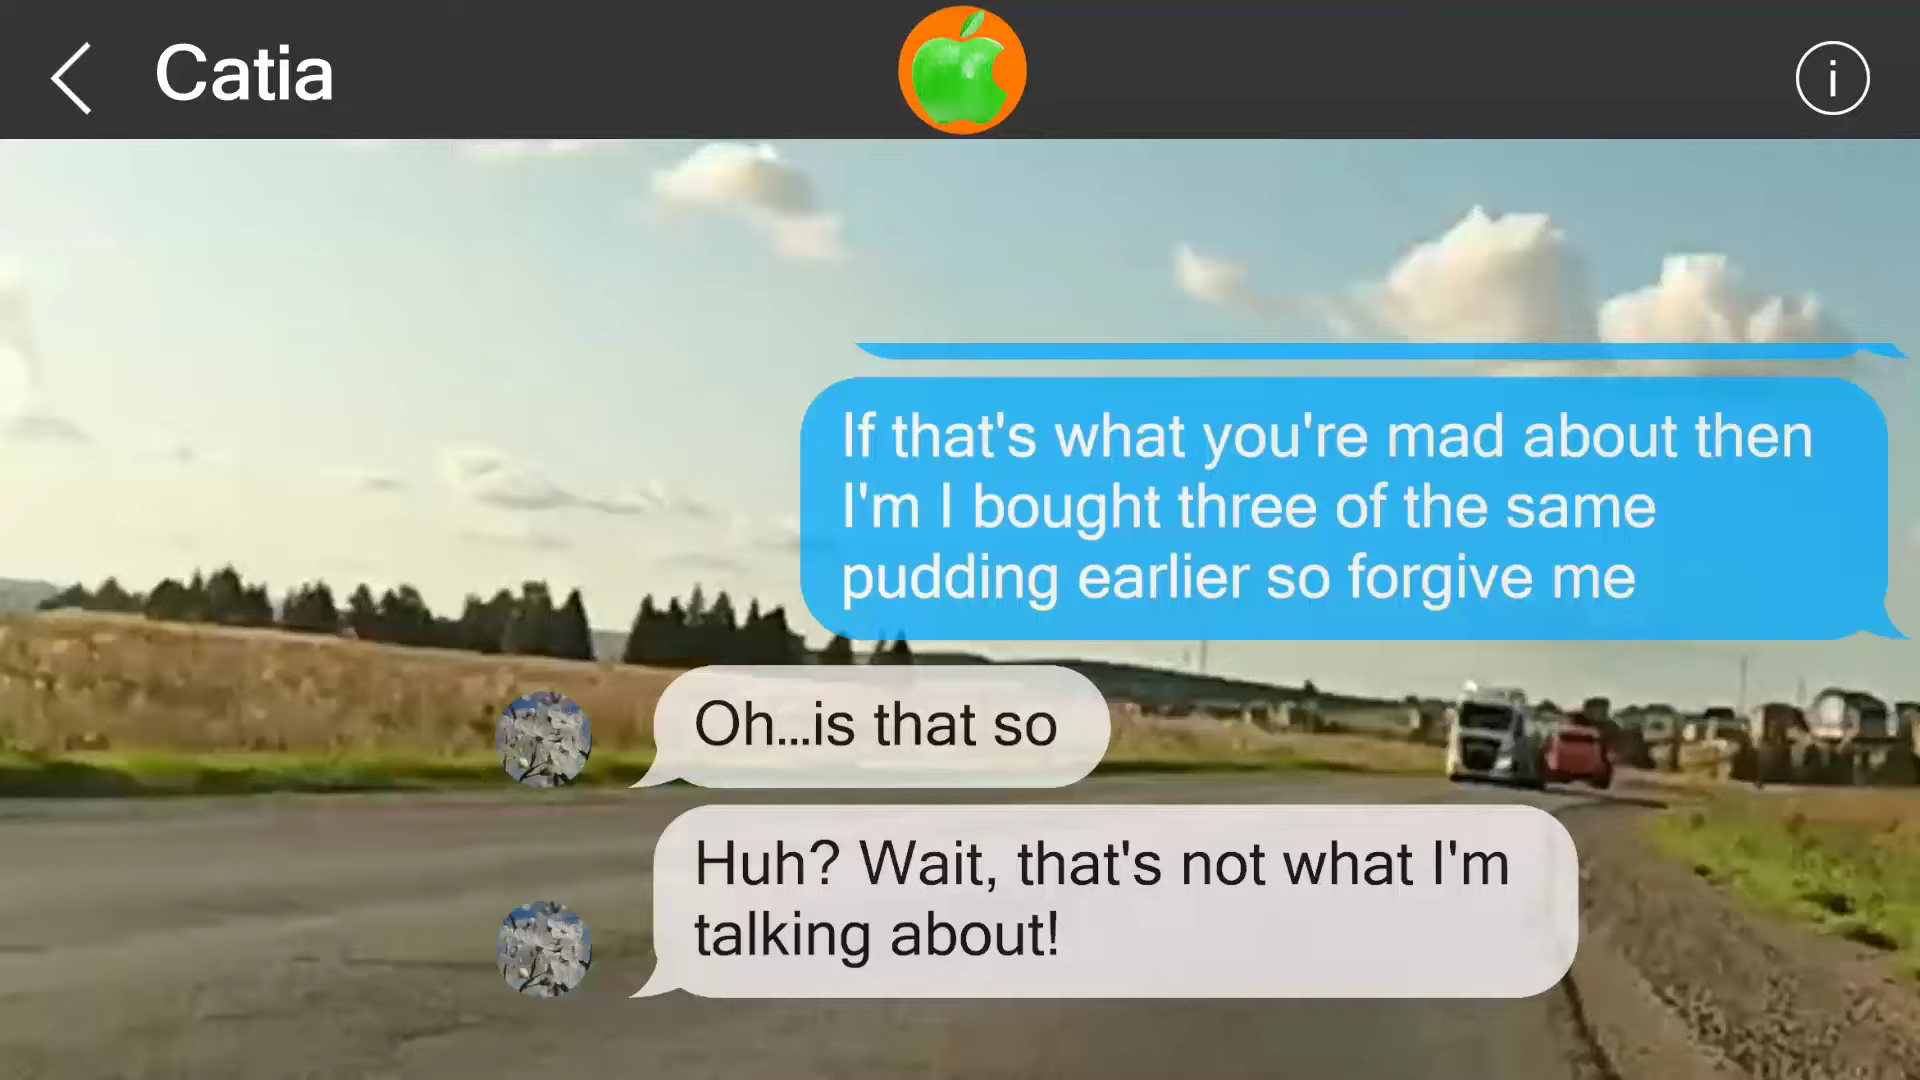 Catia
i
If that's what you're mad about then
I'm I bought three of the same
pudding earlier so forgive me
Oh...is that so
Huh? Wait, that's not what I'm
talking about!